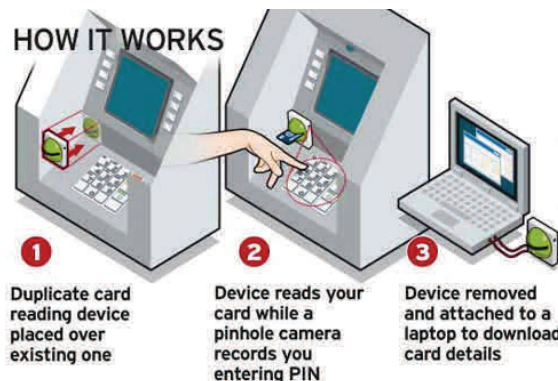 HOW IT WORKS
1
Duplicate card
reading device
placed over
existing one
2
Device reads your
card while a
pinhole camera
records you
entering PIN
3
Device removed
and attached to a
laptop to download
card details